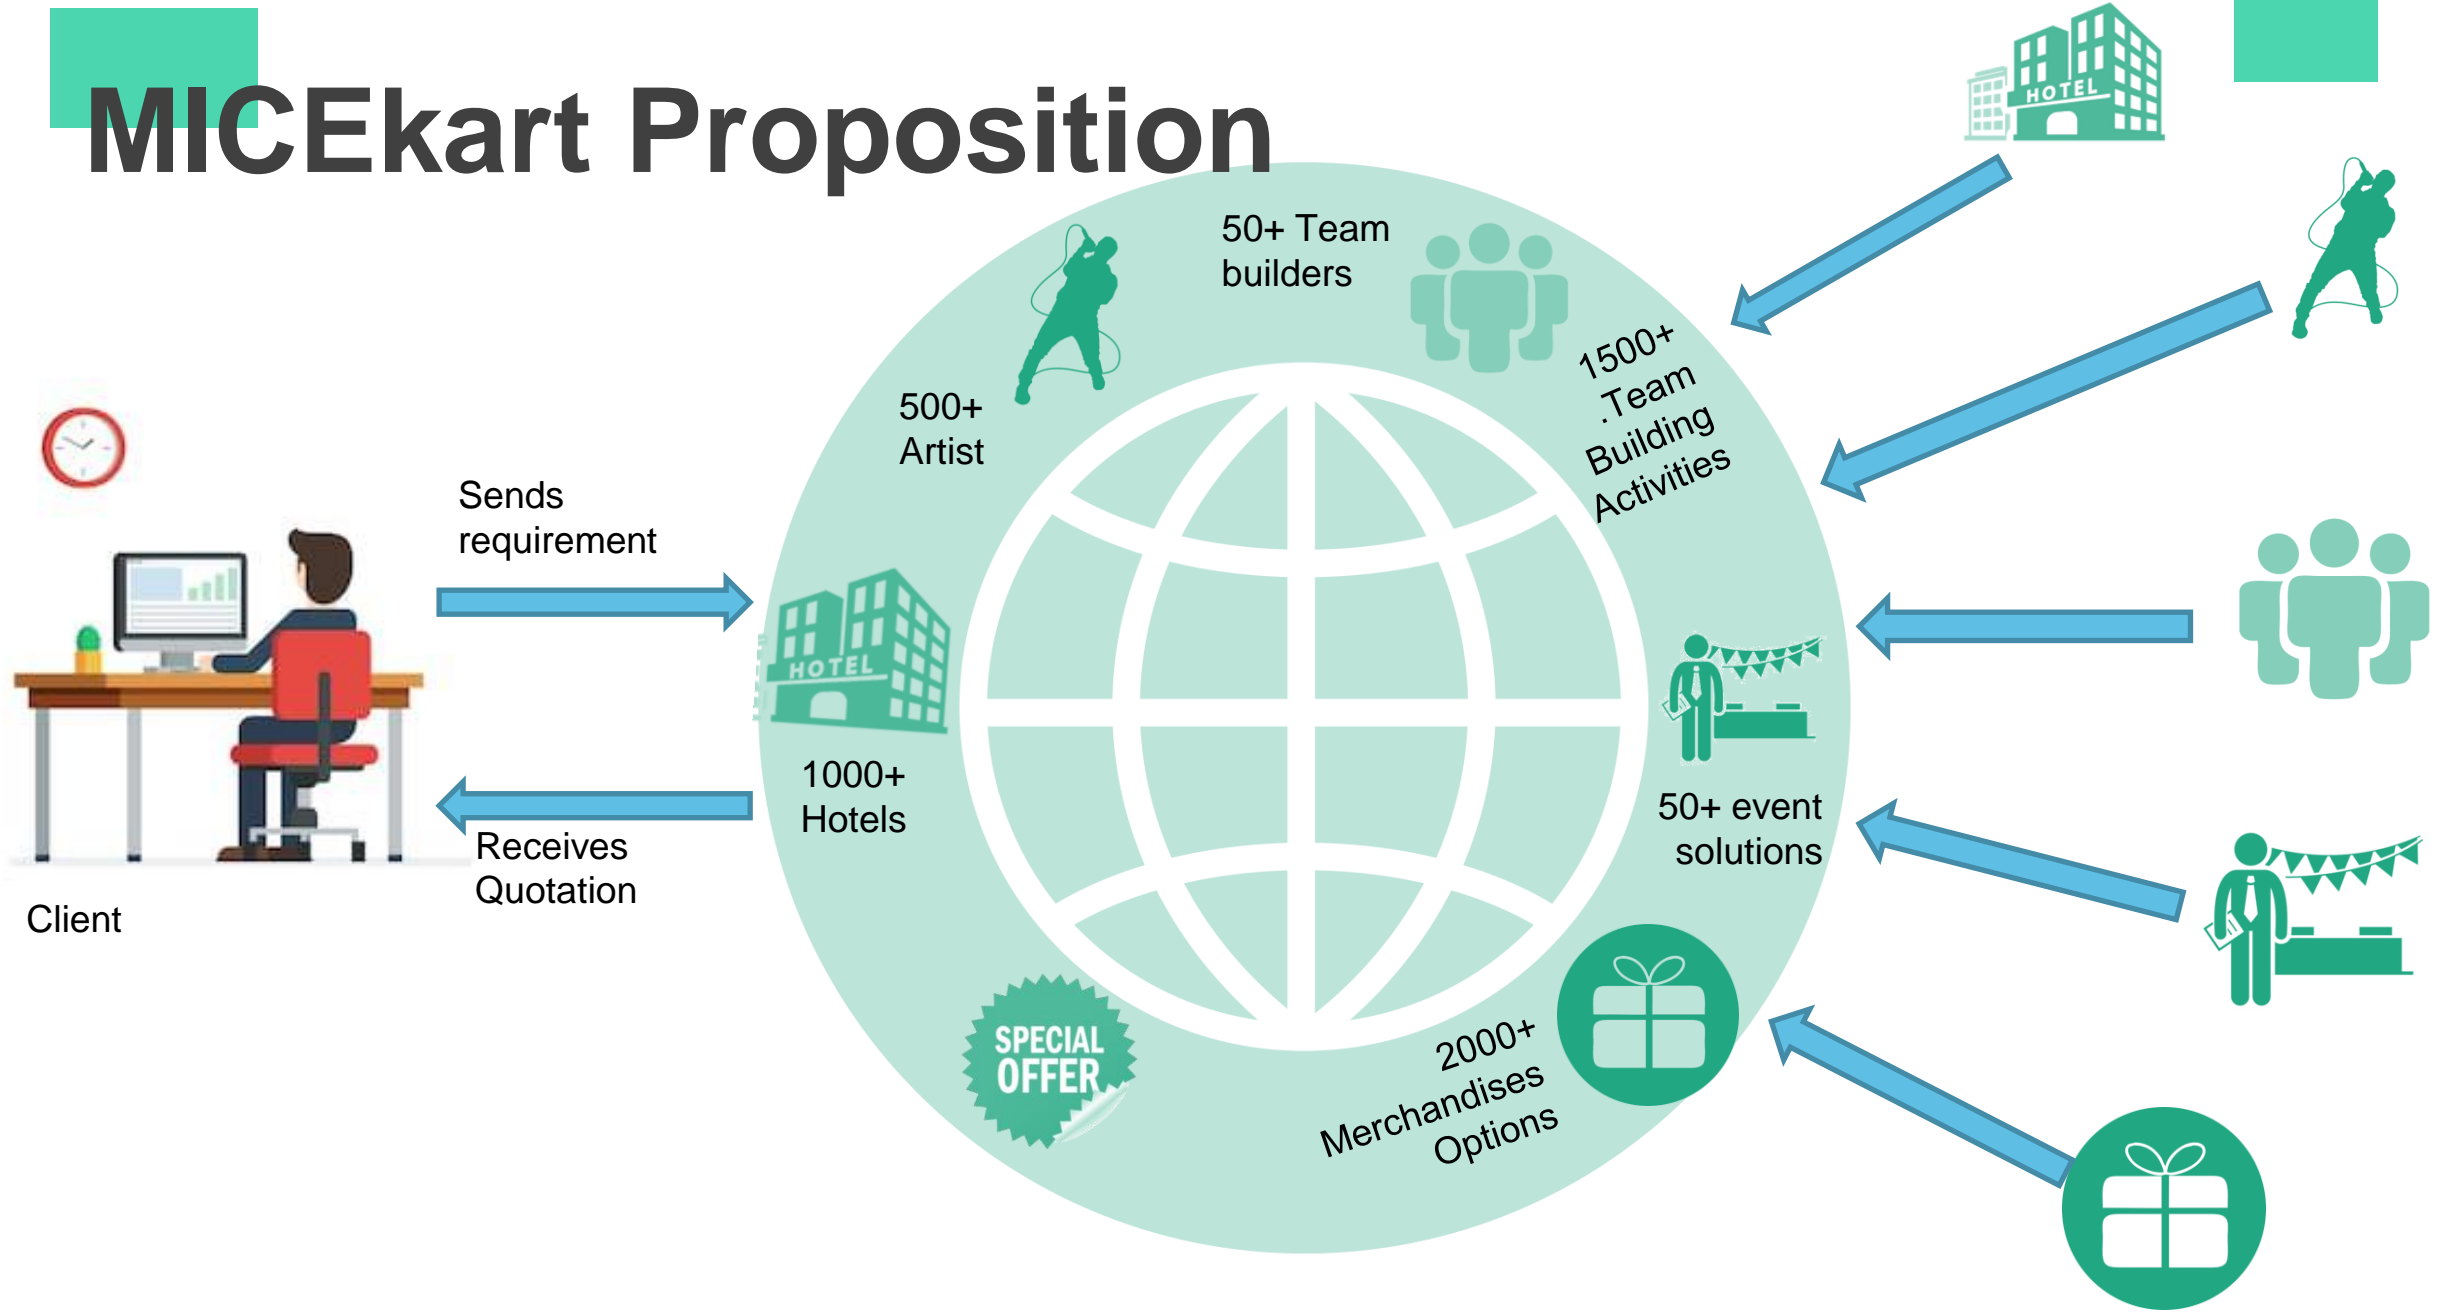 MICEkart Proposition
HOTEL
50+ Team
builders
1500+
.Team
Building
Activities
500+
Artist
Sends
requirement
HOTEL
1000+
Hotels
50+ event
solutions
Receives
Quotation
Client
SPECIAL
OFFER
2000+
Merchandises
Options